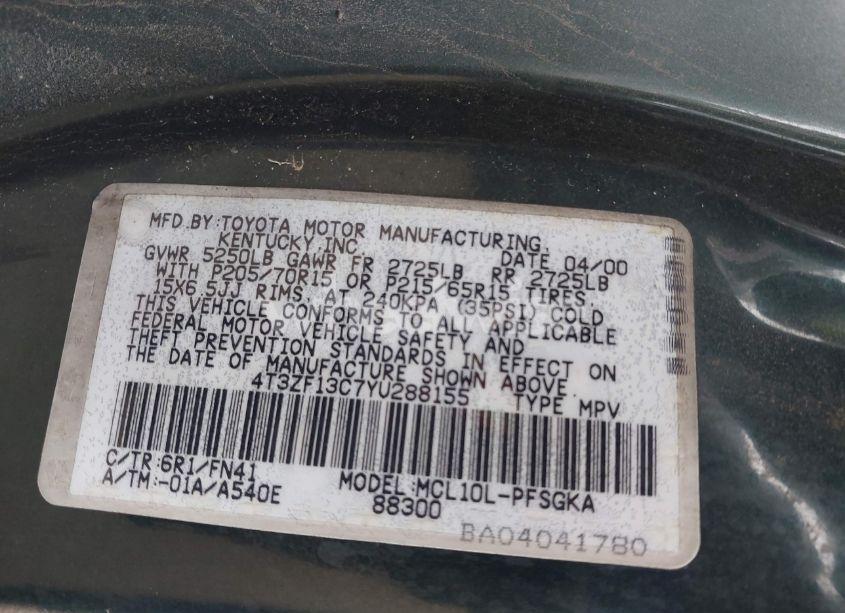 MFD.BY:TOYOTA MOTOR MANUFACTURING,
KENTUCKY,INC. DATE 04/00
GVWR 5250LB GAWR FR 2725LB RR 2725LB
WITH P205/70R15 OR P215/65R15 TIRES,
15X6.5JJ RIMS, AT 240KPA (35PSI) COLD
THIS VEHICLE CONFORMS TO ALL APPLICABLE
FEDERAL MOTOR VEHICLE SAFETY AND
THEFT PREVENTION STANDARDS IN EFFECT ON
THE DATE OF MANUFACTURE SHOWN ABOVE.
4T3ZF13C7YU288155 TYPE MPV
C/TR:6R1/FN41 MODEL:MCL10L-PFSGKA
A/TM:-01A/A540E 88300
BA04041780